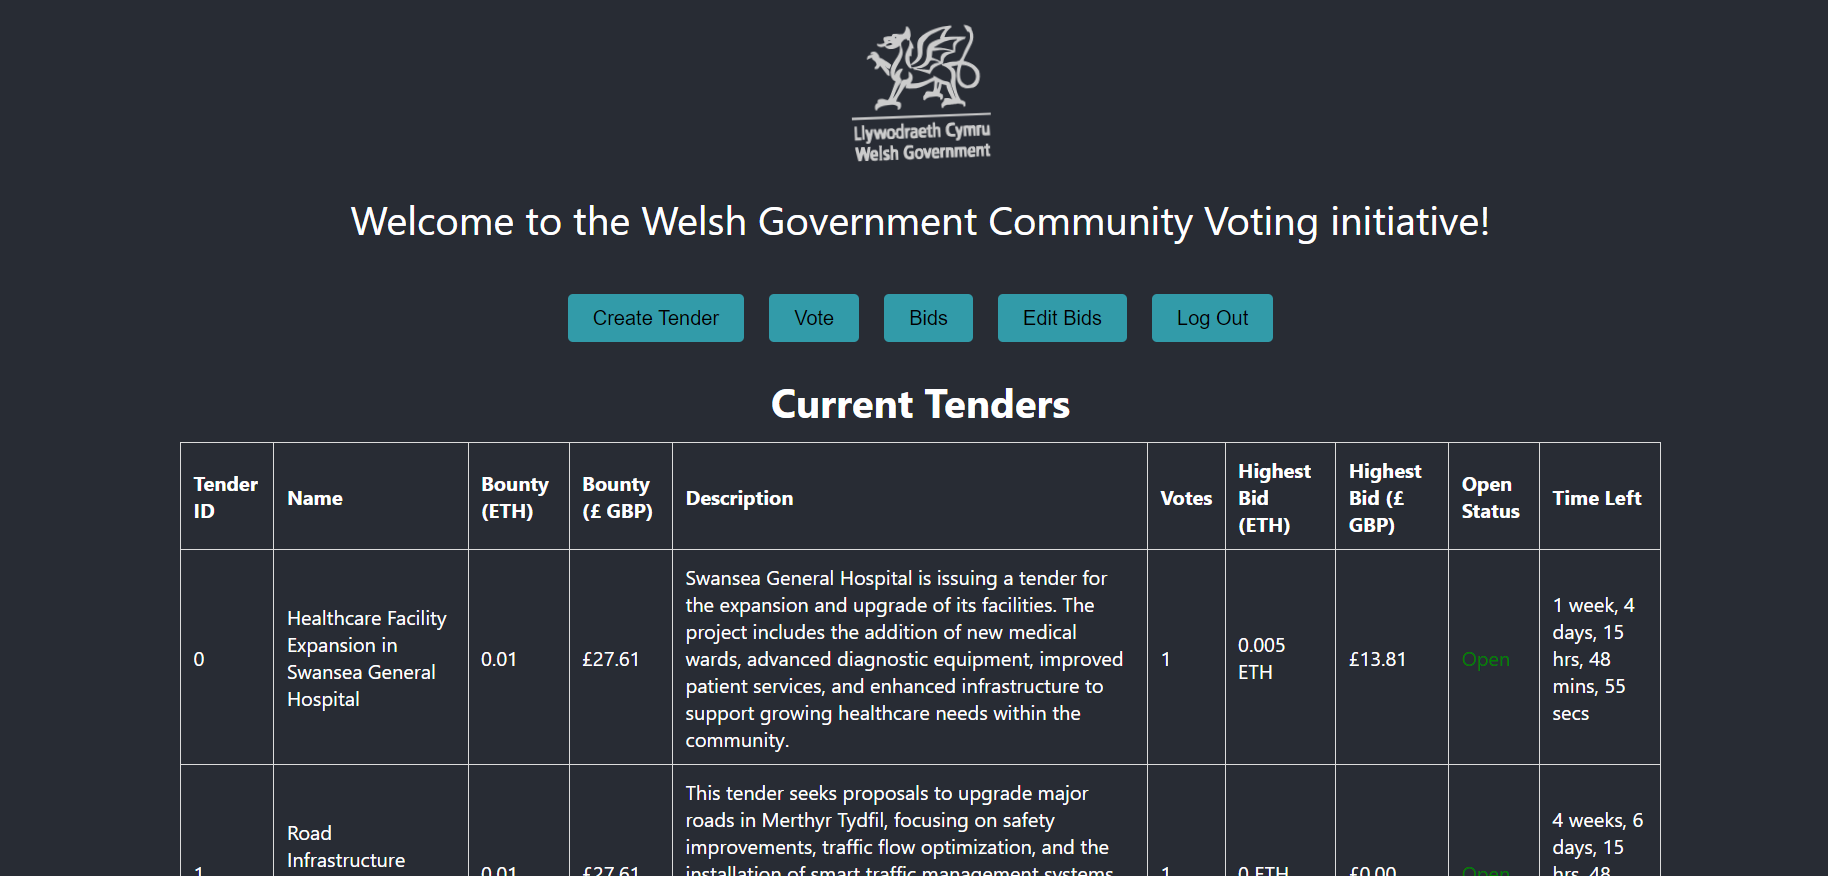 Llywodraeth Cymru
Welsh Government
Welcome to the Welsh Government Community Voting initiative!
Create Tender
Vote
Bids
Edit Bids
Log Out
Current Tenders
Tender
ID
Name
Bounty
(ETH)
Bounty
(£ GBP)
Description
Votes
Highest
Bid
(ETH)
Highest
Bid (£
GBP)
Open
Status
Time Left
0
Healthcare Facility
Expansion in
Swansea General
Hospital
0.01
£27.61
Swansea General Hospital is issuing a tender for
the expansion and upgrade of its facilities. The
project includes the addition of new medical
wards, advanced diagnostic equipment, improved
patient services, and enhanced infrastructure to
support growing healthcare needs within the
community.
1
0.005
ETH
£13.81
Open
1 week, 4
days, 15
hrs, 48
mins, 55
secs
1
Road
Infrastructure
0.01
£27.61
This tender seeks proposals to upgrade major
roads in Merthyr Tydfil, focusing on safety
improvements, traffic flow optimization, and the
installation of smart traffic management systems
1
0 ETH
£0.00
Open
4 weeks, 6
days, 15
hrs, 48